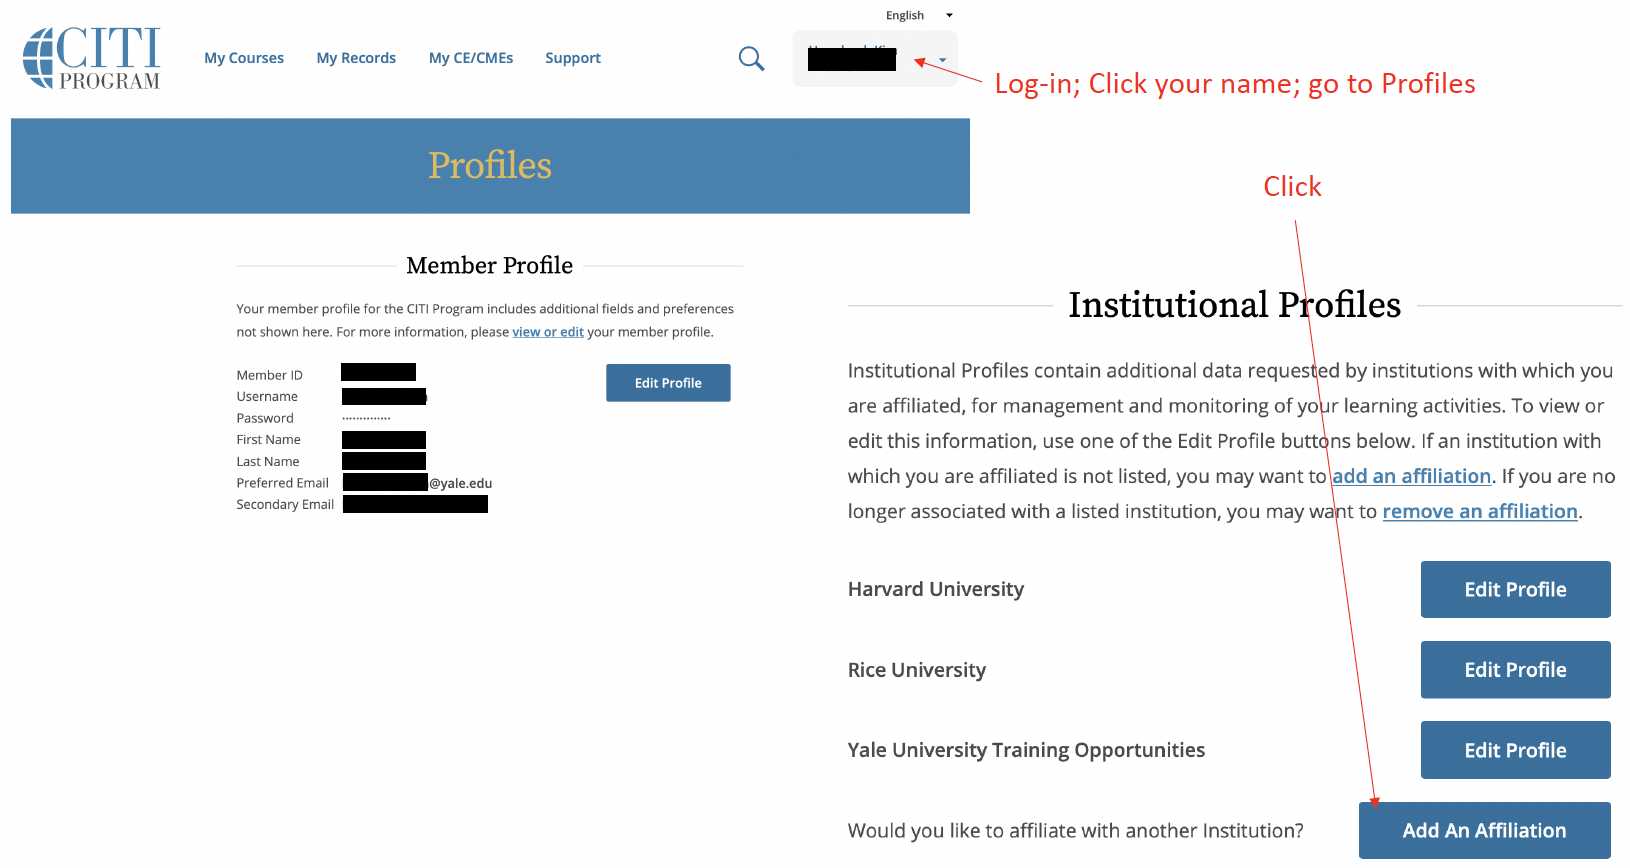 English
CITI
PROGRAM
My Courses
My Records
My CE/CMEs
Support
Log-in; Click your name; go to Profiles
Profiles
Click
Member Profile
Your member profile for the CITI Program includes additional fields and preferences
not shown here. For more information, please view or edit your member profile.
Member ID
Username
Password ··············
First Name
Last Name
Preferred Email @yale.edu
Secondary Email
Edit Profile
Institutional Profiles
Institutional Profiles contain additional data requested by institutions with which you
are affiliated, for management and monitoring of your learning activities. To view or
edit this information, use one of the Edit Profile buttons below. If an institution with
which you are affiliated is not listed, you may want to add an affiliation. If you are no
longer associated with a listed institution, you may want to remove an affiliation.
Harvard University
Edit Profile
Rice University
Edit Profile
Yale University Training Opportunities
Edit Profile
Would you like to affiliate with another Institution?
Add An Affiliation